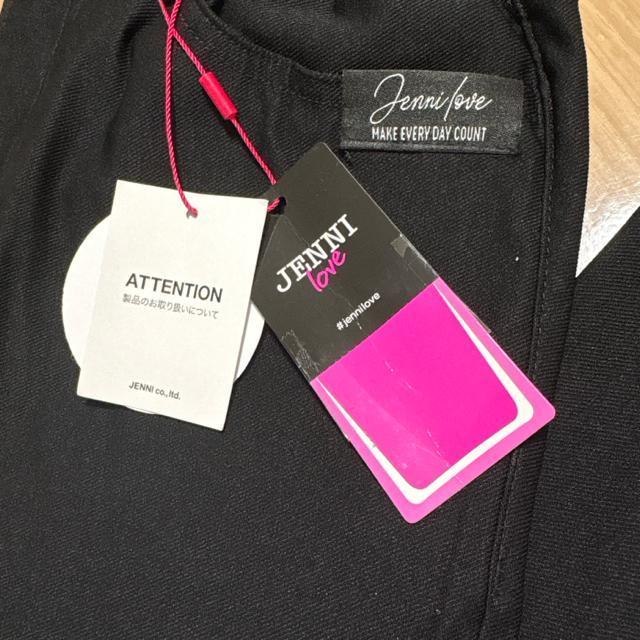 Jenni love
MAKE EVERY DAY COUNT
JENNI
love
#jennilove
ATTENTION
製品のお取り扱いについて
JENNI co.,ltd.